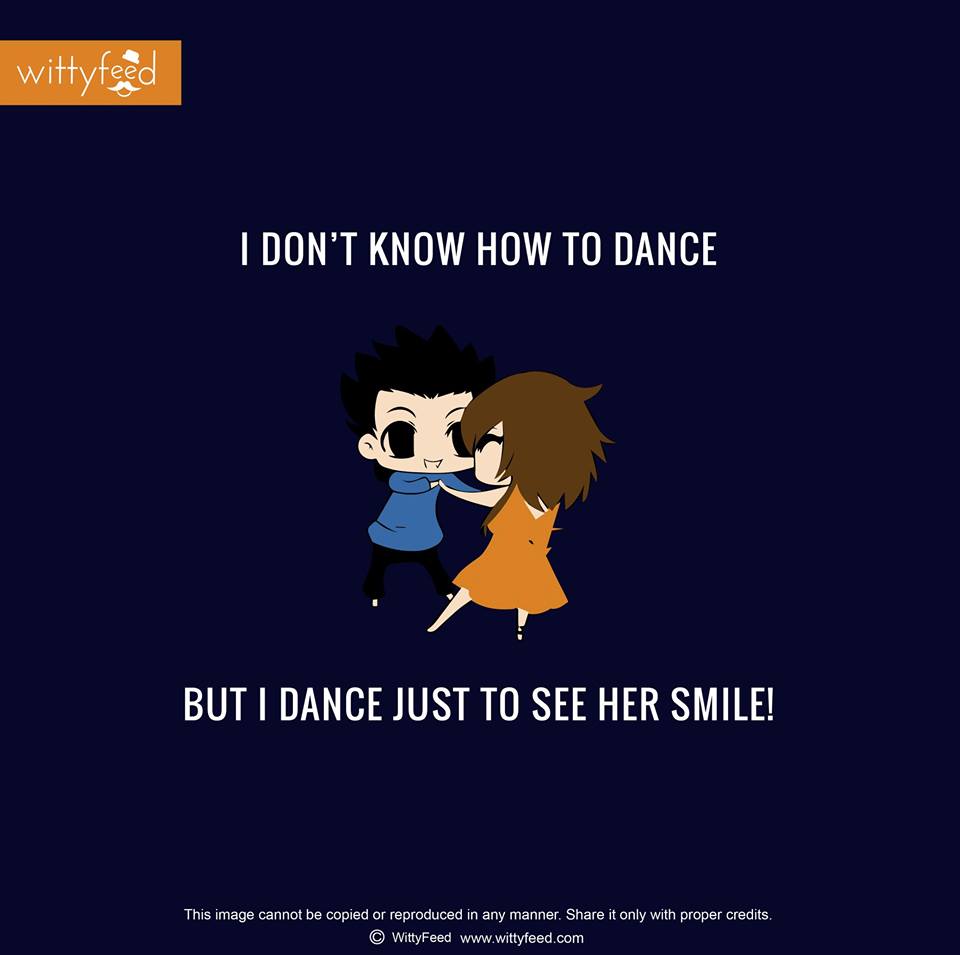 wittyfeed
I DON'T KNOW HOW TO DANCE
BUT I DANCE JUST TO SEE HER SMILE!
This image cannot be copied or reproduced in any manner. Share it only with proper credits.
© WittyFeed www.wittyfeed.com